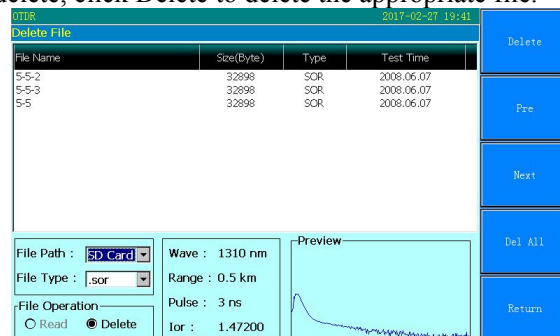 delete, click Delete to delete the appropriate file.
OTDR 2017-02-27 19:41
Delete File
File Name Size(Byte) Type Test Time
5-5-2 32898 SOR 2008.06.07
5-5-3 32898 SOR 2008.06.07
5-5 32898 SOR 2008.06.07
File Path : SD Card
File Type : .sor
File Operation
Read Delete
Wave : 1310 nm
Range : 0.5 km
Pulse : 3 ns
Ior : 1.47200
Preview
Delete
Pre
Next
Del All
Return